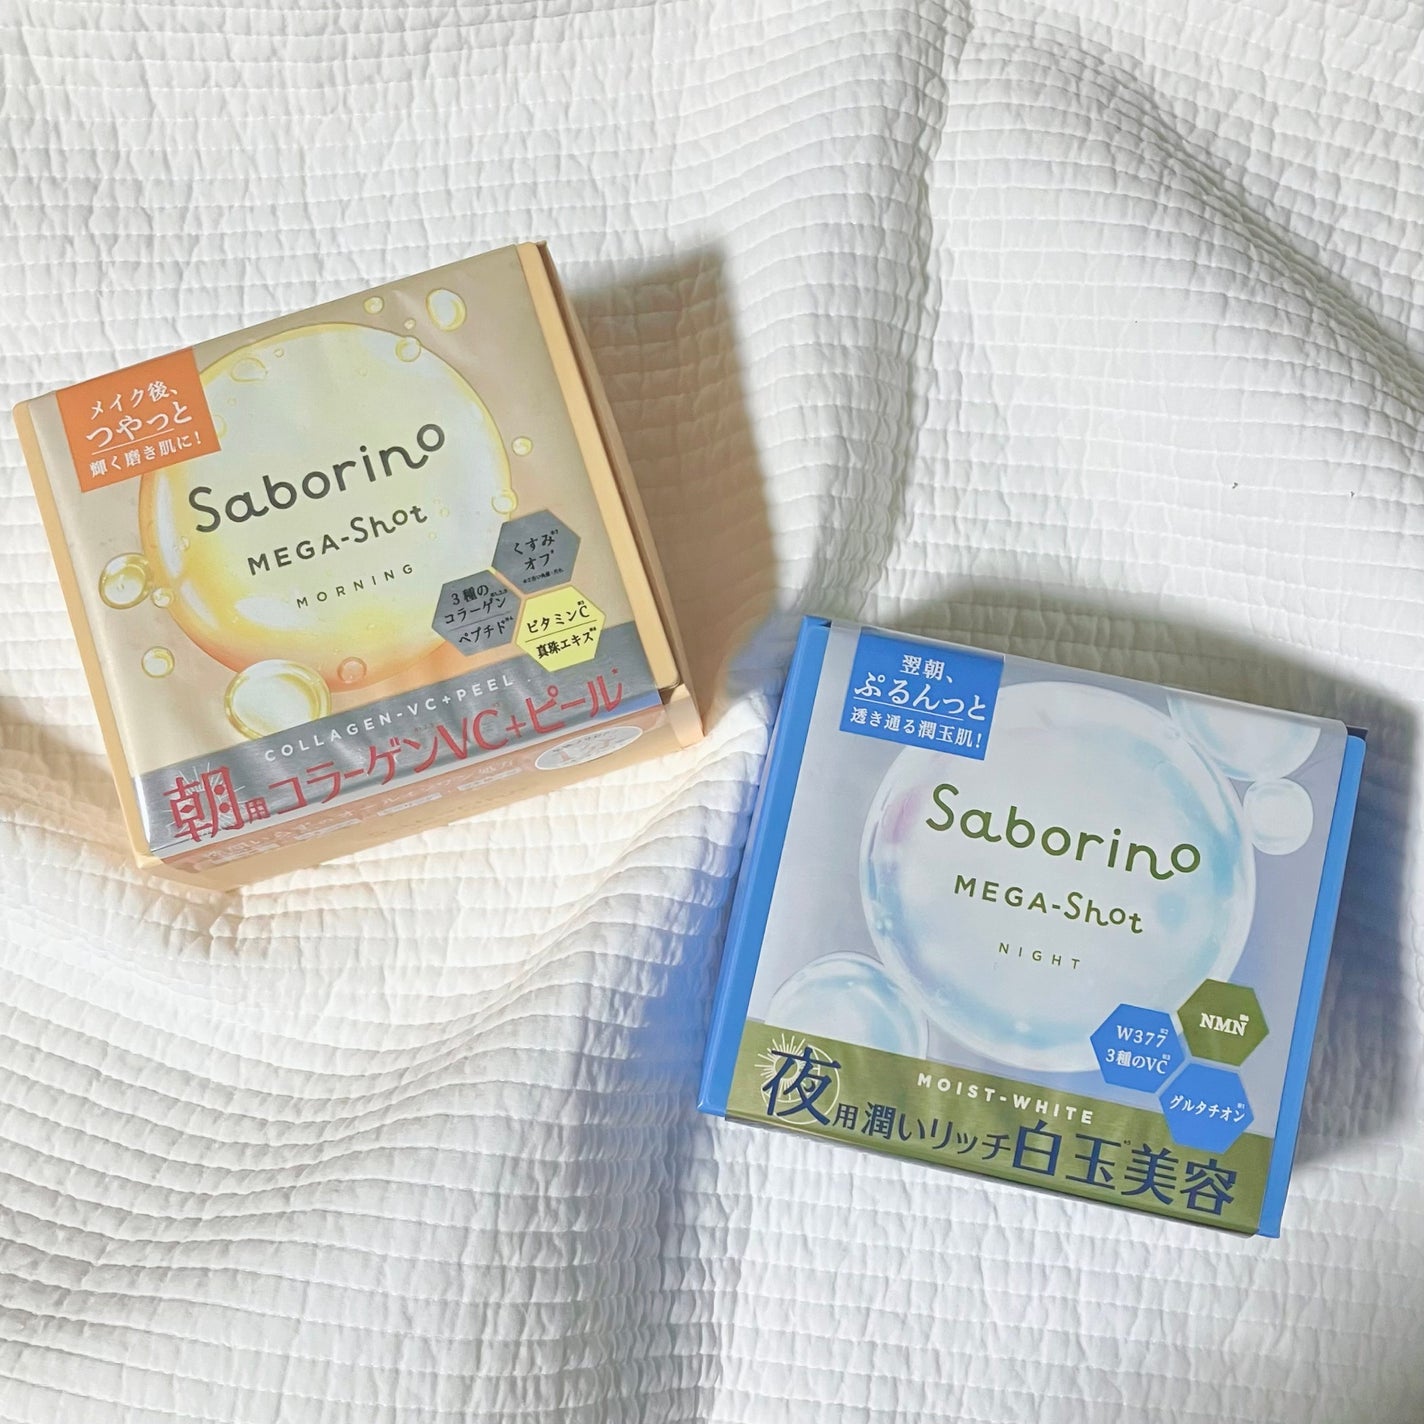 メイク後、
つやっと
輝く磨き肌に!
Saborino
MEGA-Shot
MORNING
くすみ
オフ
3種の
コラーゲン
ペプチド
ビタミンC
真珠エキス
COLLAGEN-VC+PEEL
朝用コラーゲンVC+ピール
翌朝、
ぷるんっと
透き通る潤玉肌!
Saborino
MEGA-Shot
NIGHT
NMN
W377
3種のVC
グルタチオン
MOIST-WHITE
夜用潤いリッチ白玉美容